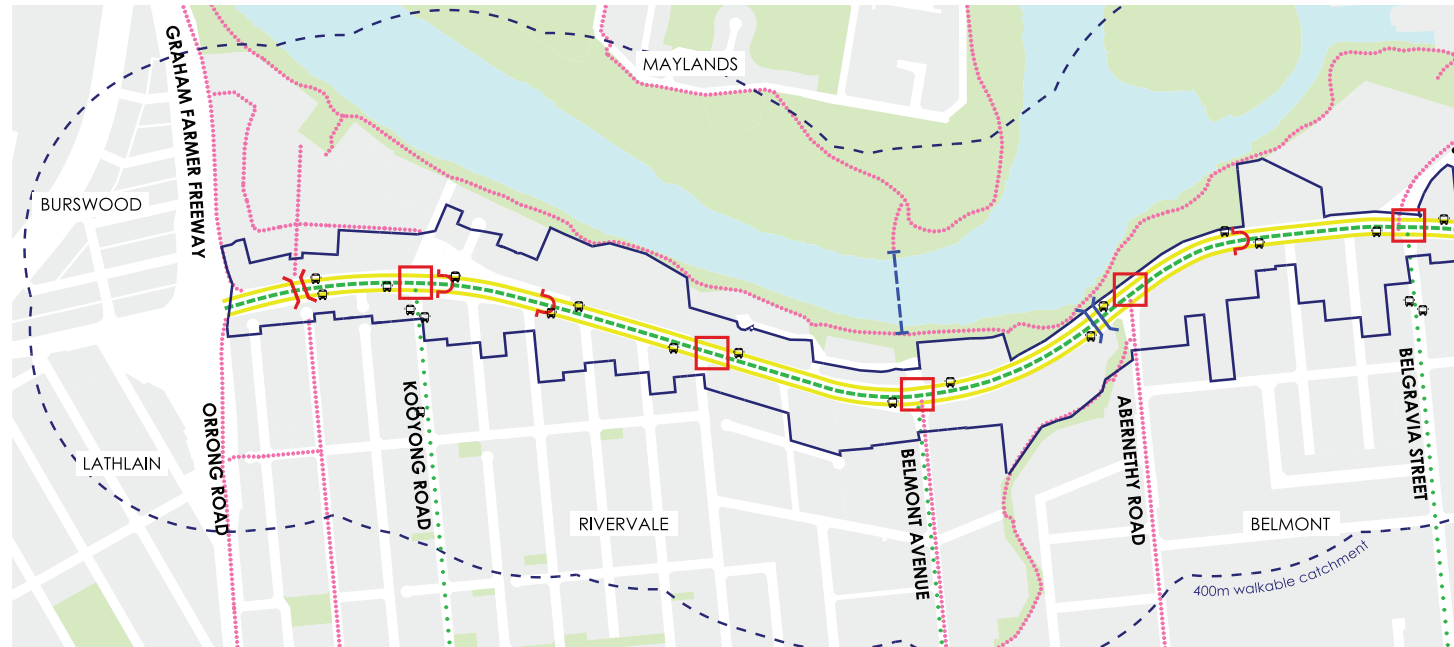 GRAHAM FARMER FREEWAY
MAYLANDS
BURSWOOD
ORRONG ROAD
KOOYONG ROAD
BELMONT AVENUE
ABERNETHY ROAD
BELGRAVIA STREET
LATHLAIN
RIVERVALE
BELMONT
400m walkable catchment